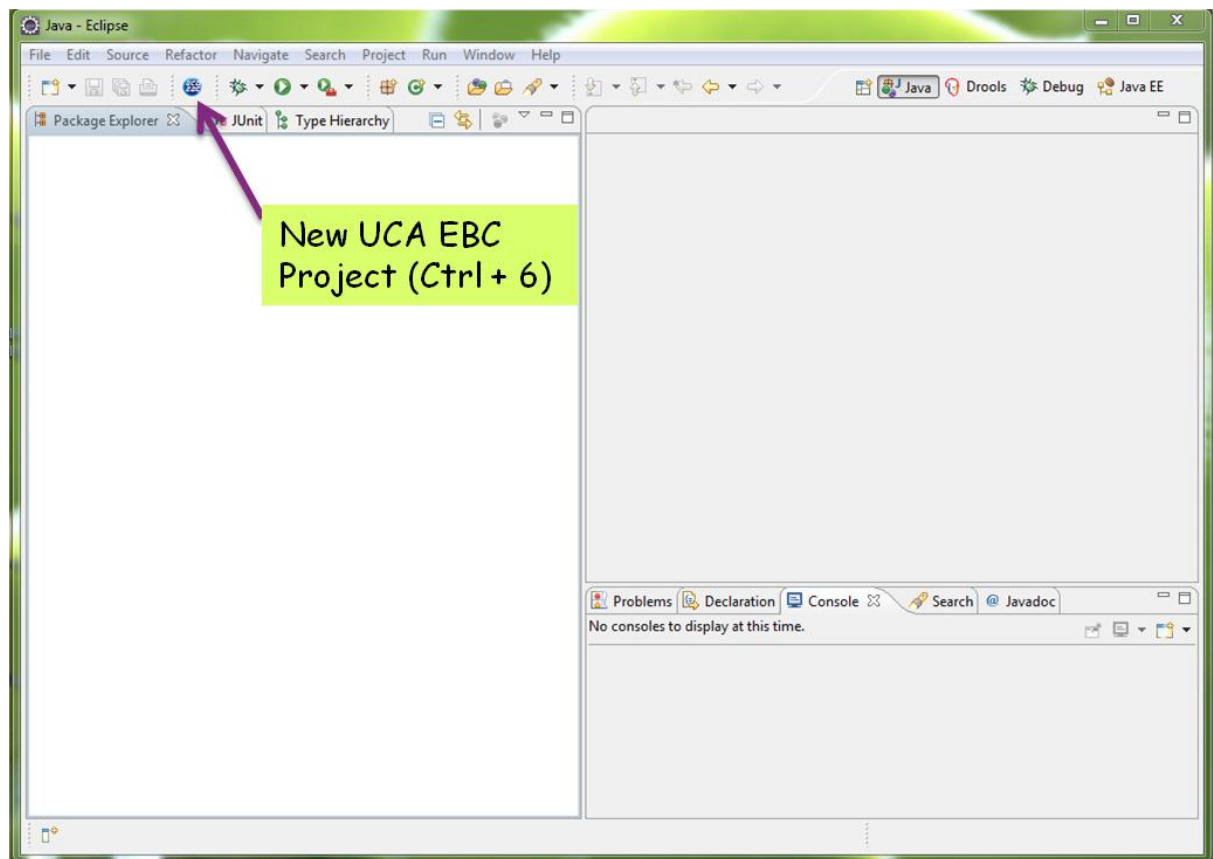 Java - Eclipse
File Edit Source Refactor Navigate Search Project Run Window Help
Java Drools Debug Java EE
Package Explorer JUnit Type Hierarchy
New UCA EBC
Project (Ctrl + 6)
Problems Declaration Console Search Javadoc
No consoles to display at this time.